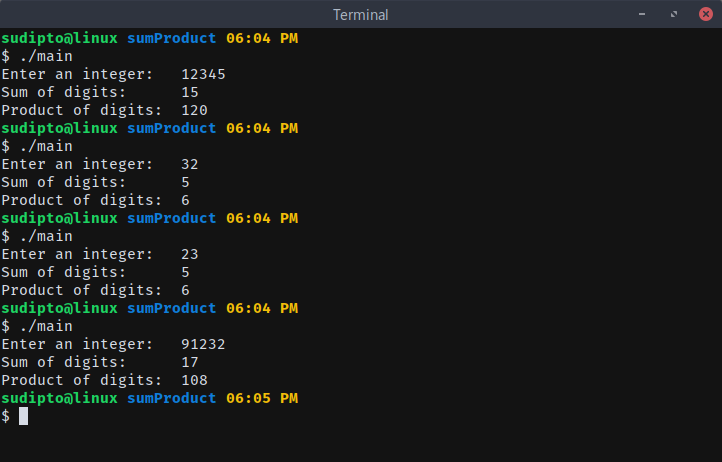 Terminal
sudipto@linux sumProduct 06:04 PM
$ ./main
Enter an integer:   12345
Sum of digits:      15
Product of digits:  120
sudipto@linux sumProduct 06:04 PM
$ ./main
Enter an integer:   32
Sum of digits:      5
Product of digits:  6
sudipto@linux sumProduct 06:04 PM
$ ./main
Enter an integer:   23
Sum of digits:      5
Product of digits:  6
sudipto@linux sumProduct 06:04 PM
$ ./main
Enter an integer:   91232
Sum of digits:      17
Product of digits:  108
sudipto@linux sumProduct 06:05 PM
$